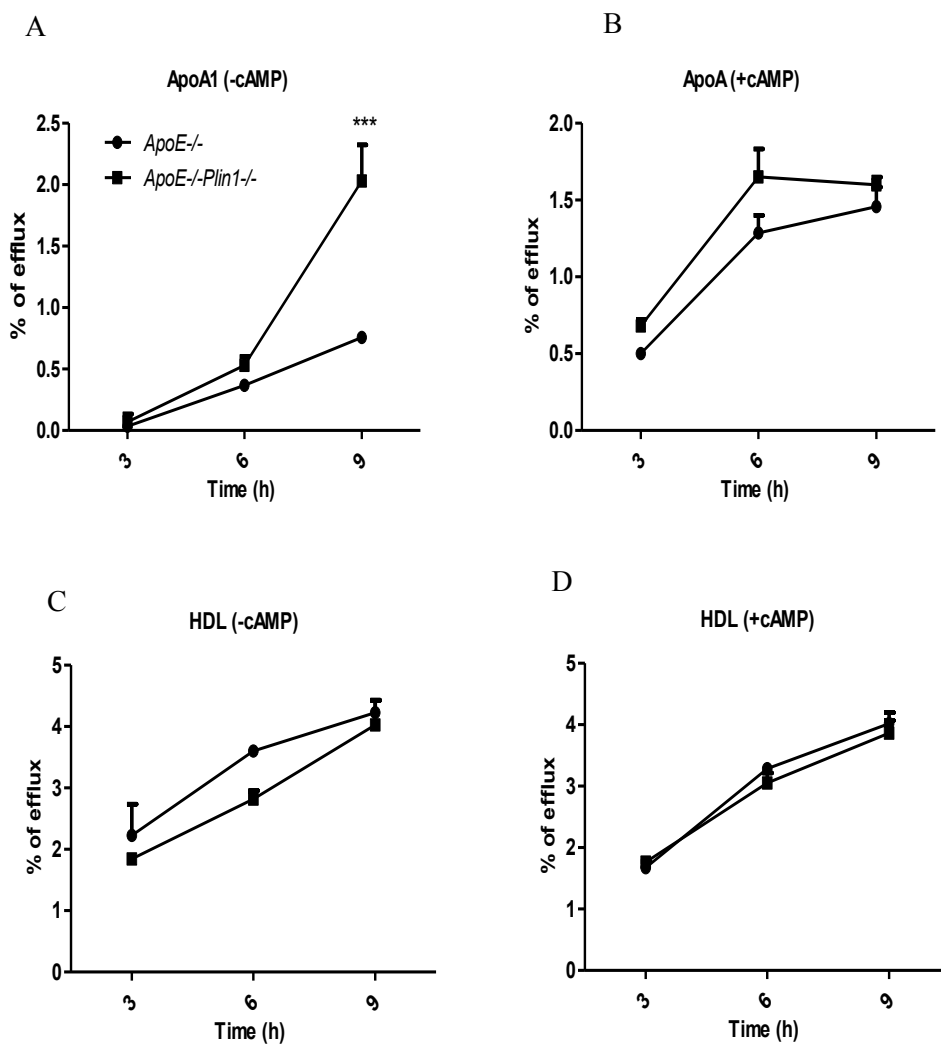 A
ApoA1 (-cAMP)
% of efflux
2.5
2.0
1.5
1.0
0.5
0.0
***
ApoE-/-
ApoE-/-Plin1-/-
3
6
9
Time (h)
B
ApoA (+cAMP)
% of efflux
2.0
1.5
1.0
0.5
0.0
3
6
9
Time (h)
C
HDL (-cAMP)
% of efflux
5
4
3
2
1
0
3
6
9
Time (h)
D
HDL (+cAMP)
% of efflux
5
4
3
2
1
0
3
6
9
Time (h)